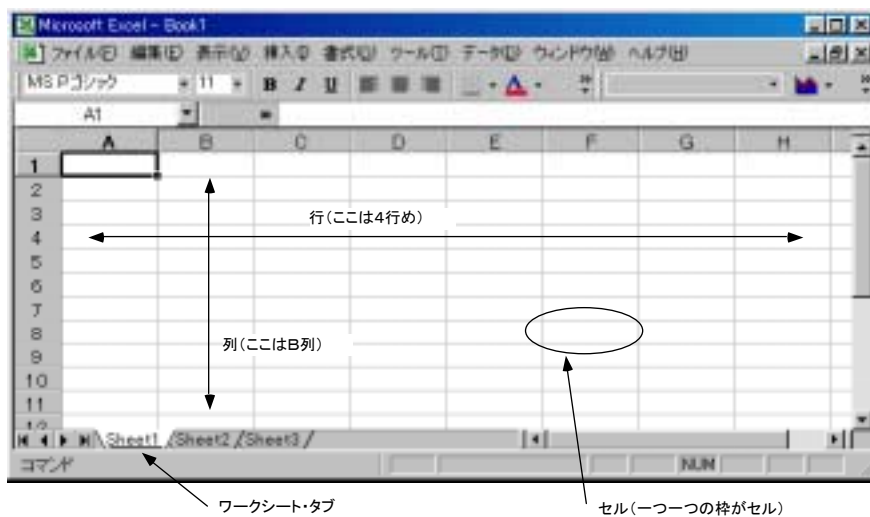 Microsoft Excel - Book1
ファイル(F) 編集(E) 表示(V) 挿入(I) 書式(O) ツール(T) データ(D) ウィンドウ(W) ヘルプ(H)
MS Pゴシック 11 B I U A
A1 =
A B C D E F G H
1
2
3
行(ここは4行め)
4
5
6
7
8
列(ここはB列)
9
10
11
12
Sheet1 Sheet2 Sheet3
コマンド NUM
ワークシート・タブ
セル(一つ一つの枠がセル)